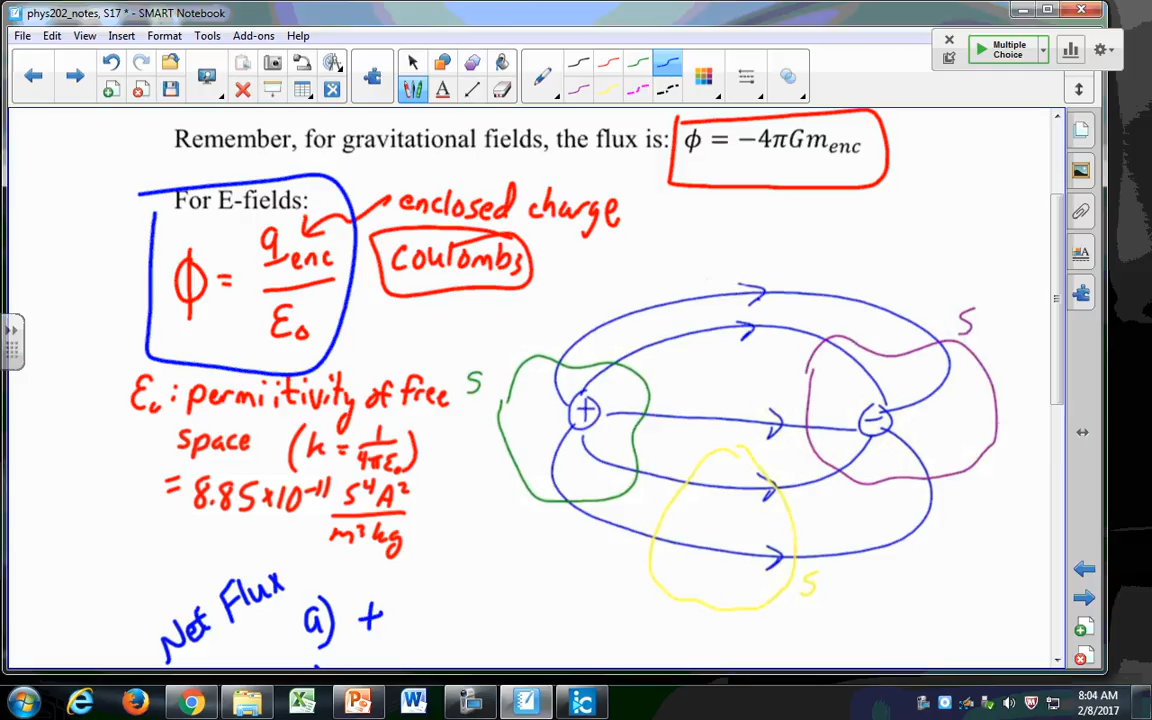 phys202_notes, S17 * - SMART Notebook
File Edit View Insert Format Tools Add-ons Help
Multiple
Choice
Remember, for gravitational fields, the flux is: ϕ = −4πGm_enc
For E-fields:
enclosed charge
ϕ = q_enc / ε₀
Coulombs
S
S
+
−
S
ε₀ : permiitivity of free
space (k = 1/4πε₀)
= 8.85 × 10⁻¹¹ s⁴A² / m³kg
Net Flux a) +
8:04 AM
2/8/2017